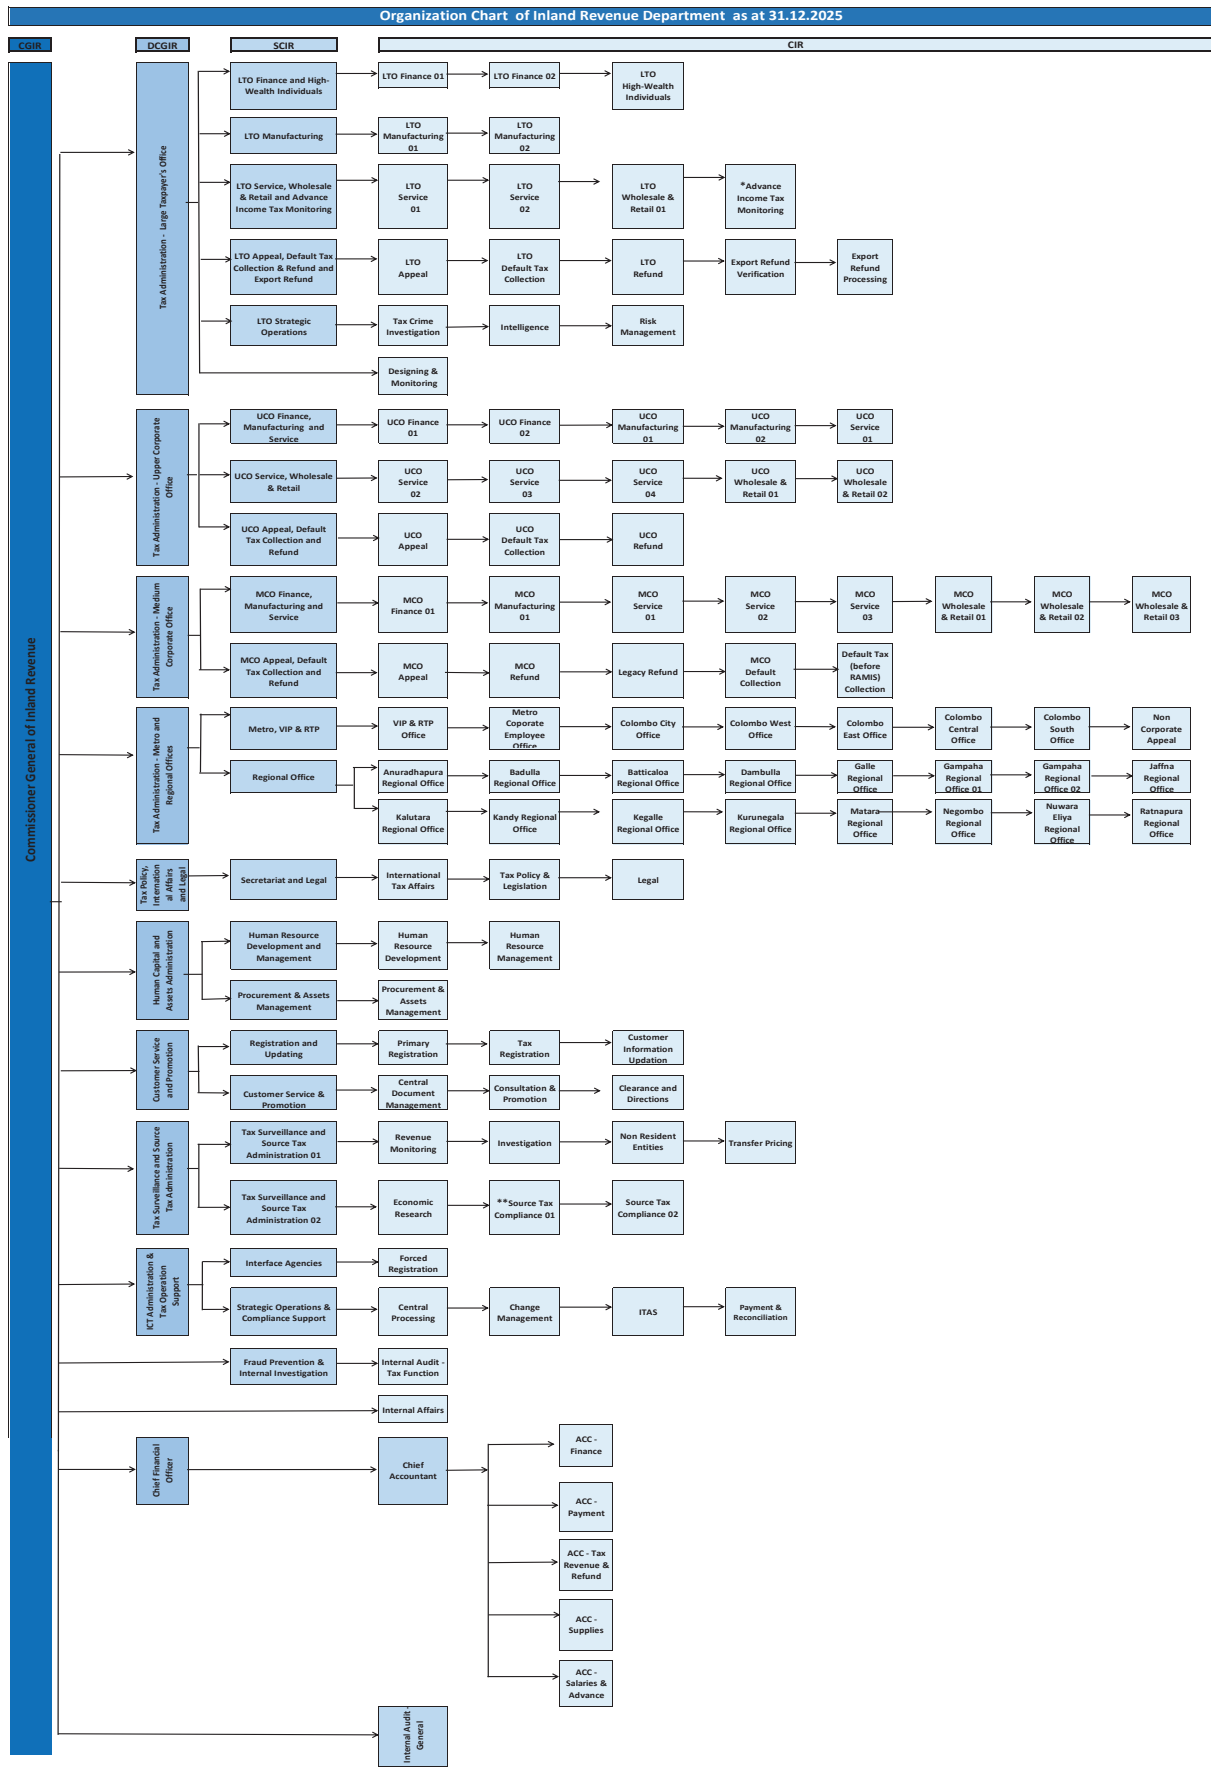 Organization Chart of Inland Revenue Department as at 31.12.2025
CGIR
DCGIR
SCIR
CIR
Commissioner General of Inland Revenue
Tax Administration - Large Taxpayer's Office
LTO Finance and High-
Wealth Individuals
LTO Finance 01
LTO Finance 02
LTO
High-Wealth
Individuals
LTO Manufacturing
LTO
Manufacturing
01
LTO
Manufacturing
02
LTO Service, Wholesale
& Retail and Advance
Income Tax Monitoring
LTO
Service
01
LTO
Service
02
LTO
Wholesale &
Retail 01
*Advance
Income Tax
Monitoring
LTO Appeal, Default Tax
Collection & Refund and
Export Refund
LTO
Appeal
LTO
Default Tax
Collection
LTO
Refund
Export Refund
Verification
Export
Refund
Processing
LTO Strategic
Operations
Tax Crime
Investigation
Intelligence
Risk
Management
Designing &
Monitoring
Tax Administration - Upper Corporate
Office
UCO Finance,
Manufacturing and
Service
UCO Finance
01
UCO Finance
02
UCO
Manufacturing
01
UCO
Manufacturing
02
UCO
Service
01
UCO Service, Wholesale
& Retail
UCO
Service
02
UCO
Service
03
UCO
Service
04
UCO
Wholesale &
Retail 01
UCO
Wholesale
& Retail 02
UCO Appeal, Default
Tax Collection and
Refund
UCO
Appeal
UCO
Default Tax
Collection
UCO
Refund
Tax Administration - Medium
Corporate Office
MCO Finance,
Manufacturing and
Service
MCO
Finance 01
MCO
Manufacturing
01
MCO
Service
01
MCO
Service
02
MCO
Service
03
MCO
Wholesale
& Retail 01
MCO
Wholesale
& Retail 02
MCO
Wholesale &
Retail 03
MCO Appeal, Default
Tax Collection and
Refund
MCO
Appeal
MCO
Refund
Legacy Refund
MCO
Default
Collection
Default Tax
(before
RAMIS)
Collection
Tax Administration - Metro and
Regional Offices
Metro, VIP & RTP
VIP & RTP
Office
Metro
Coporate
Employee
Office
Colombo City
Office
Colombo West
Office
Colombo
East Office
Colombo
Central
Office
Colombo
South
Office
Non
Corporate
Appeal
Regional Office
Anuradhapura
Regional Office
Badulla
Regional Office
Batticaloa
Regional Office
Dambulla
Regional Office
Galle
Regional
Office
Gampaha
Regional
Office 01
Gampaha
Regional
Office 02
Jaffna
Regional
Office
Kalutara
Regional Office
Kandy Regional
Office
Kegalle
Regional Office
Kurunegala
Regional Office
Matara
Regional
Office
Negombo
Regional
Office
Nuwara
Eliya
Regional
Office
Ratnapura
Regional
Office
Tax Policy,
Internation
al Affairs
and Legal
Secretariat and Legal
International
Tax Affairs
Tax Policy &
Legislation
Legal
Human Capital and
Assets Administration
Human Resource
Development and
Management
Human
Resource
Development
Human
Resource
Management
Procurement & Assets
Management
Procurement &
Assets
Management
Customer Service
and Promotion
Registration and
Updating
Primary
Registration
Tax
Registration
Customer
Information
Updation
Customer Service &
Promotion
Central
Document
Management
Consultation &
Promotion
Clearance and
Directions
Tax Surveillance and Source
Tax Administration
Tax Surveillance and
Source Tax
Administration 01
Revenue
Monitoring
Investigation
Non Resident
Entities
Transfer Pricing
Tax Surveillance and
Source Tax
Administration 02
Economic
Research
**Source Tax
Compliance 01
Source Tax
Compliance 02
ICT Administration &
Tax Operation
Support
Interface Agencies
Forced
Registration
Strategic Operations &
Compliance Support
Central
Processing
Change
Management
ITAS
Payment &
Reconciliation
Fraud Prevention &
Internal Investigation
Internal Audit -
Tax Function
Internal Affairs
Chief Financial
Officer
Chief
Accountant
ACC -
Finance
ACC -
Payment
ACC - Tax
Revenue &
Refund
ACC -
Supplies
ACC -
Salaries &
Advance
Internal Audit -
General